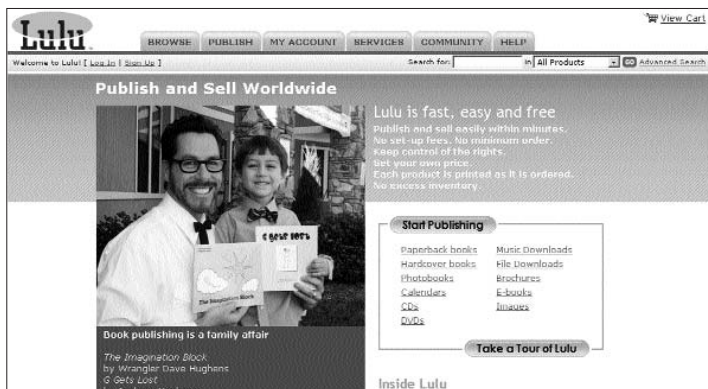 Lulu
View Cart
BROWSE PUBLISH MY ACCOUNT SERVICES COMMUNITY HELP
Welcome to Lulu! [ Log In | Sign Up ]
Search for: in All Products GO Advanced Search
Publish and Sell Worldwide
Lulu is fast, easy and free
Publish and sell easily within minutes.
No set-up fees. No minimum order.
Keep control of the rights.
Set your own price.
Each product is printed as it is ordered.
No excess inventory.
G Gets Lost
The Imagination Block
Book publishing is a family affair
The Imagination Block
by Wrangler Dave Hughens
G Gets Lost
Start Publishing
Paperback books
Hardcover books
Photobooks
Calendars
CDs
DVDs
Music Downloads
File Downloads
Brochures
E-books
Images
Take a Tour of Lulu
Inside Lulu